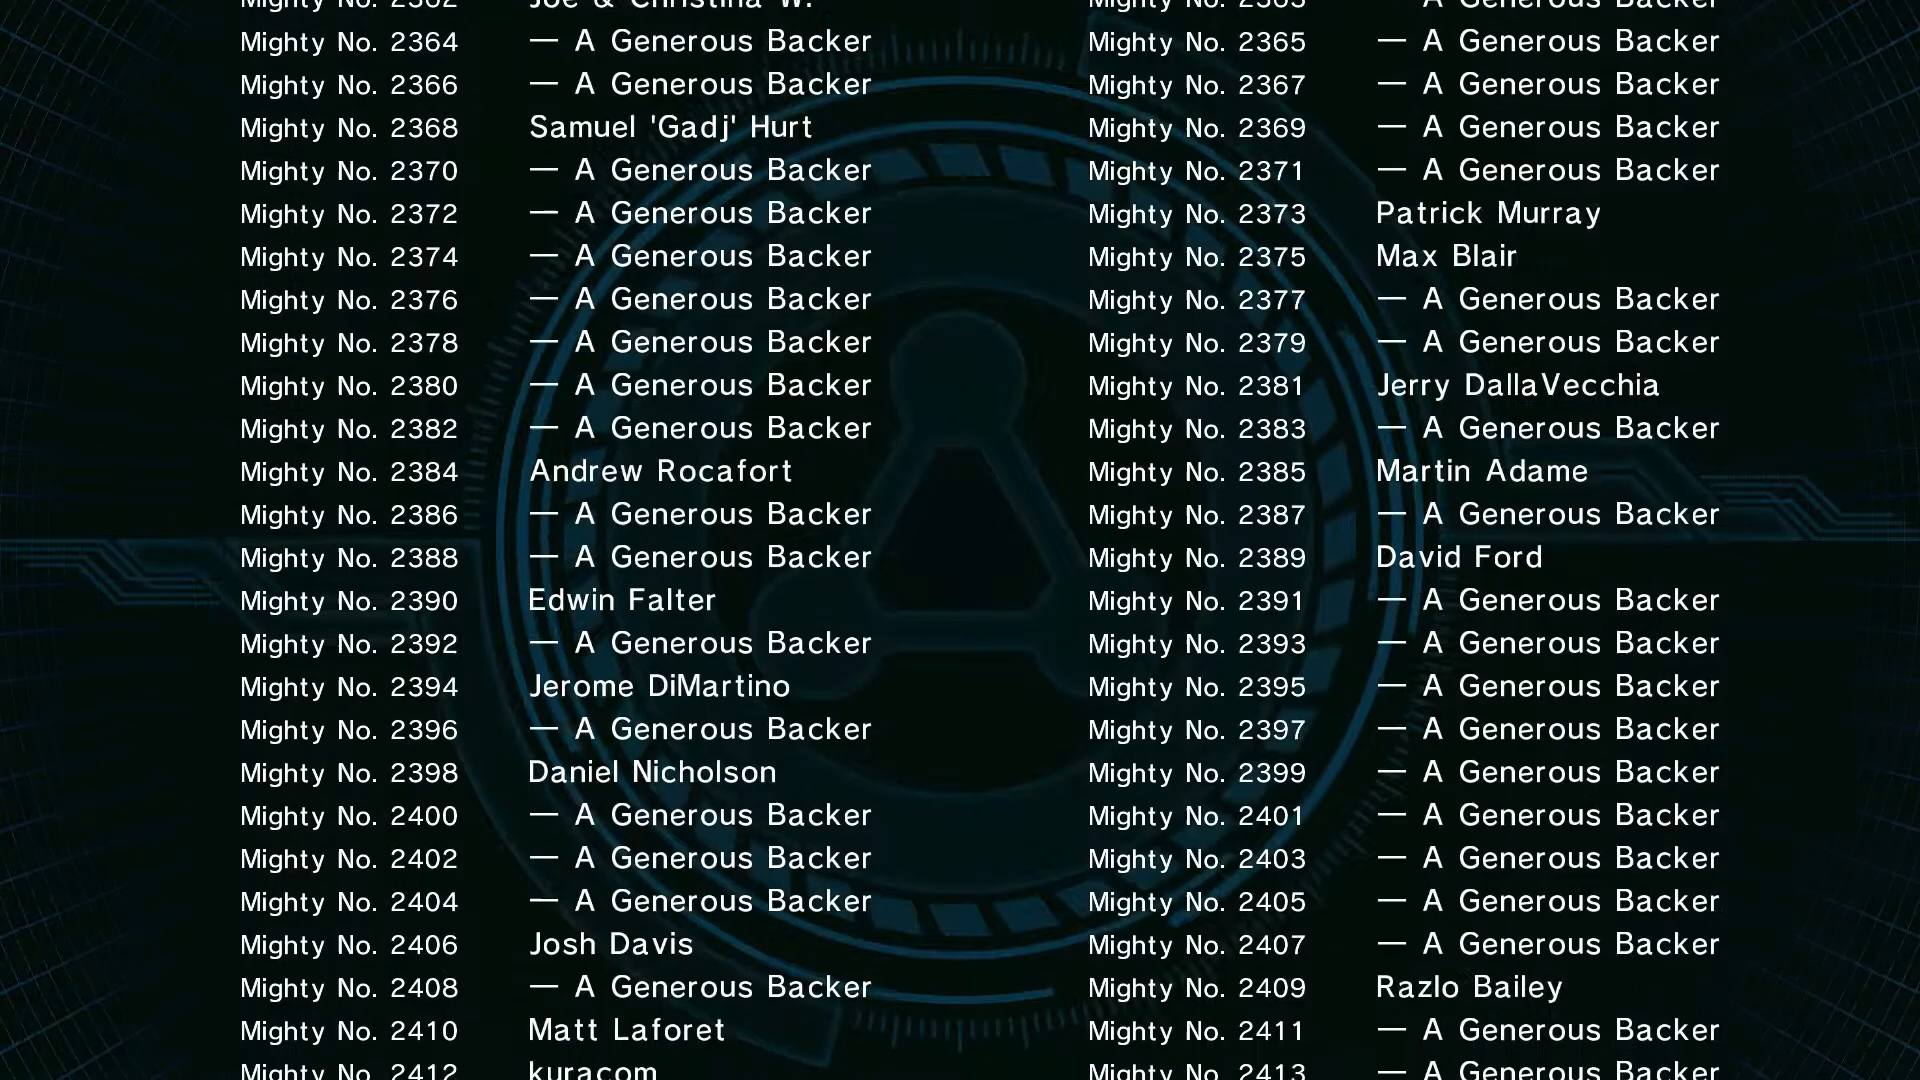 Mighty No. 2362 Joe & Christina W. Mighty No. 2363 — A Generous Backer
Mighty No. 2364 — A Generous Backer Mighty No. 2365 — A Generous Backer
Mighty No. 2366 — A Generous Backer Mighty No. 2367 — A Generous Backer
Mighty No. 2368 Samuel 'Gadj' Hurt Mighty No. 2369 — A Generous Backer
Mighty No. 2370 — A Generous Backer Mighty No. 2371 — A Generous Backer
Mighty No. 2372 — A Generous Backer Mighty No. 2373 Patrick Murray
Mighty No. 2374 — A Generous Backer Mighty No. 2375 Max Blair
Mighty No. 2376 — A Generous Backer Mighty No. 2377 — A Generous Backer
Mighty No. 2378 — A Generous Backer Mighty No. 2379 — A Generous Backer
Mighty No. 2380 — A Generous Backer Mighty No. 2381 Jerry DallaVecchia
Mighty No. 2382 — A Generous Backer Mighty No. 2383 — A Generous Backer
Mighty No. 2384 Andrew Rocafort Mighty No. 2385 Martin Adame
Mighty No. 2386 — A Generous Backer Mighty No. 2387 — A Generous Backer
Mighty No. 2388 — A Generous Backer Mighty No. 2389 David Ford
Mighty No. 2390 Edwin Falter Mighty No. 2391 — A Generous Backer
Mighty No. 2392 — A Generous Backer Mighty No. 2393 — A Generous Backer
Mighty No. 2394 Jerome DiMartino Mighty No. 2395 — A Generous Backer
Mighty No. 2396 — A Generous Backer Mighty No. 2397 — A Generous Backer
Mighty No. 2398 Daniel Nicholson Mighty No. 2399 — A Generous Backer
Mighty No. 2400 — A Generous Backer Mighty No. 2401 — A Generous Backer
Mighty No. 2402 — A Generous Backer Mighty No. 2403 — A Generous Backer
Mighty No. 2404 — A Generous Backer Mighty No. 2405 — A Generous Backer
Mighty No. 2406 Josh Davis Mighty No. 2407 — A Generous Backer
Mighty No. 2408 — A Generous Backer Mighty No. 2409 Razlo Bailey
Mighty No. 2410 Matt Laforet Mighty No. 2411 — A Generous Backer
Mighty No. 2412 kuracom Mighty No. 2413 — A Generous Backer